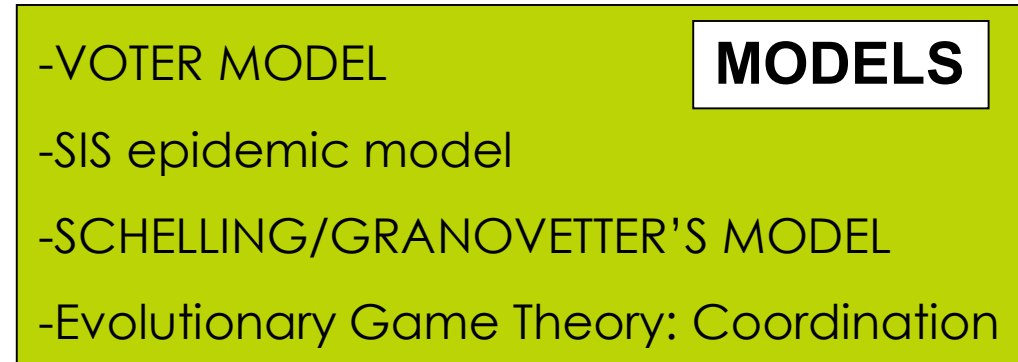 -VOTER MODEL
MODELS
-SIS epidemic model
-SCHELLING/GRANOVETTER'S MODEL
-Evolutionary Game Theory: Coordination